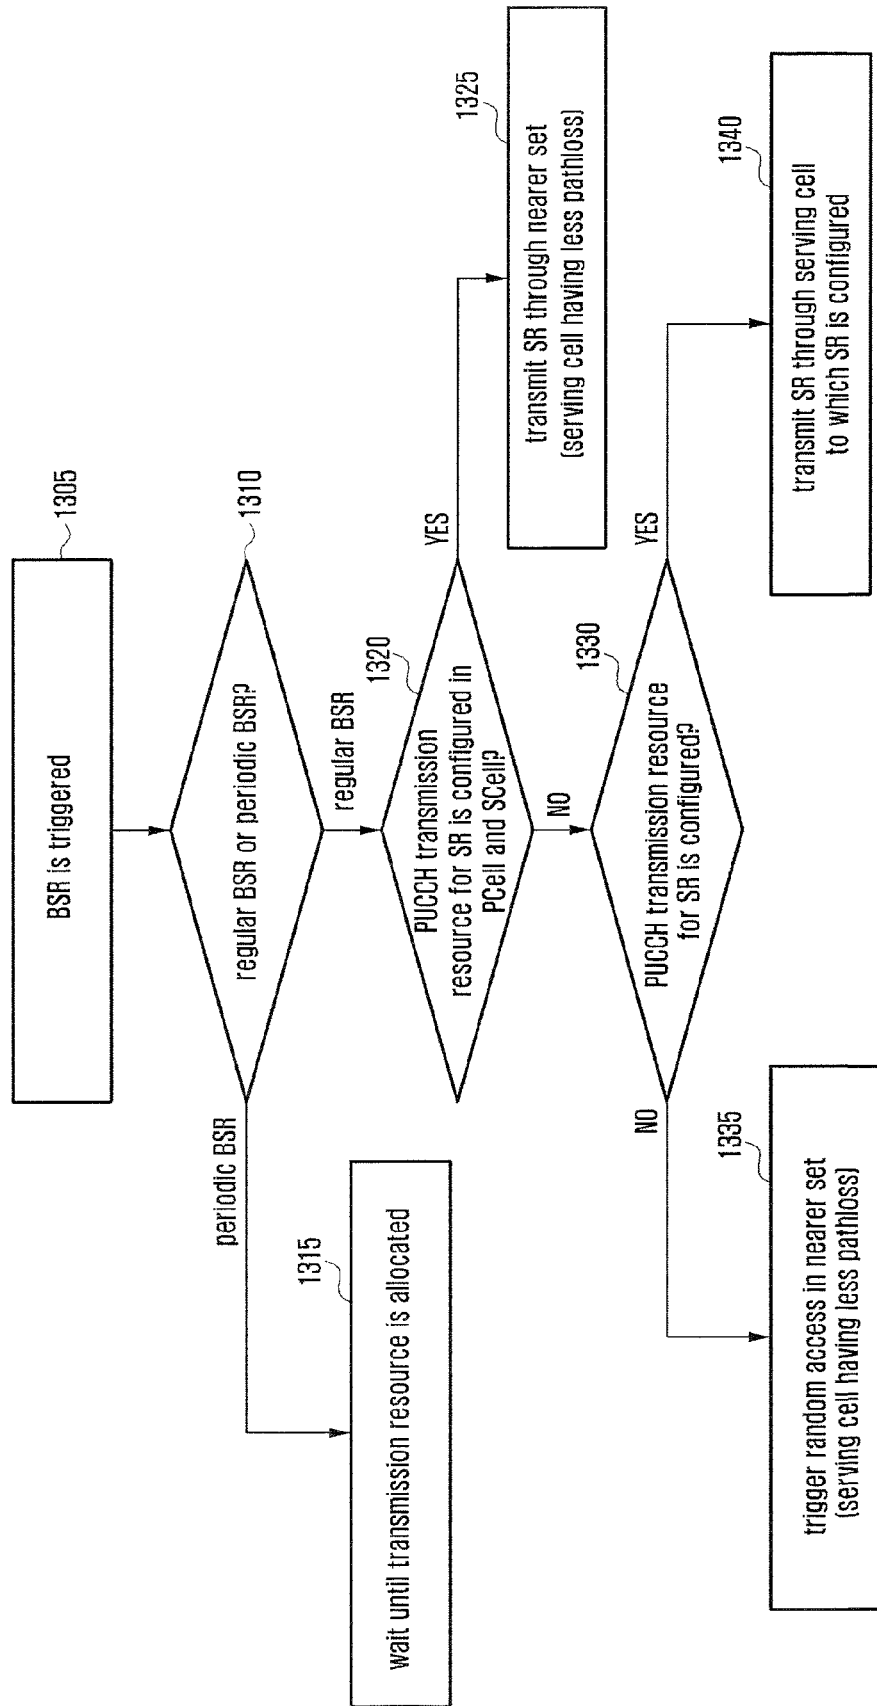 1305
BSR is triggered
1310
regular BSR or periodic BSR?
periodic BSR
regular BSR
1315
wait until transmission resource is allocated
1320
PUCCH transmission
resource for SR is configured in
PCell and SCell?
YES
NO
1325
transmit SR through nearer set
(serving cell having less pathloss)
1330
PUCCH transmission resource
for SR is configured?
NO
YES
1335
trigger random access in nearer set
(serving cell having less pathloss)
1340
transmit SR through serving cell
to which SR is configured